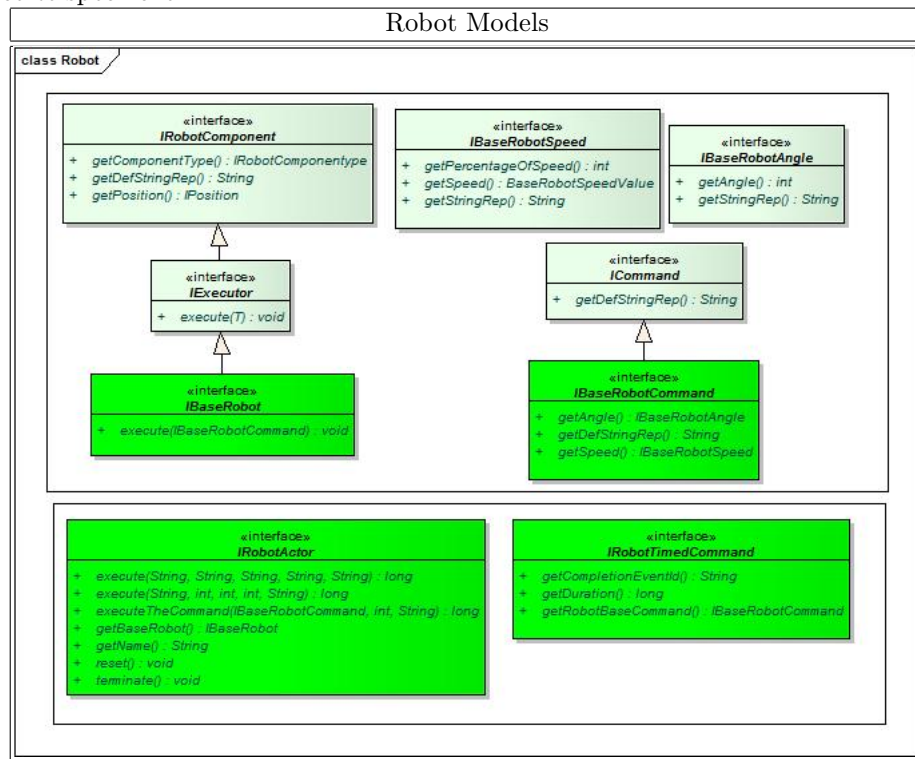 Robot Models
class Robot
«interface»
IRobotComponent
+ getComponentType() : IRobotComponentype
+ getDefStringRep() : String
+ getPosition() : IPosition
«interface»
IBaseRobotSpeed
+ getPercentageOfSpeed() : int
+ getSpeed() : BaseRobotSpeedValue
+ getStringRep() : String
«interface»
IBaseRobotAngle
+ getAngle() : int
+ getStringRep() : String
«interface»
IExecutor
+ execute(T) : void
«interface»
ICommand
+ getDefStringRep() : String
«interface»
IBaseRobot
+ execute(IBaseRobotCommand) : void
«interface»
IBaseRobotCommand
+ getAngle() : IBaseRobotAngle
+ getDefStringRep() : String
+ getSpeed() : IBaseRobotSpeed
«interface»
IRobotActor
+ execute(String, String, String, String, String) : long
+ execute(String, int, int, int, String) : long
+ executeTheCommand(IBaseRobotCommand, int, String) : long
+ getBaseRobot() : IBaseRobot
+ getName() : String
+ reset() : void
+ terminate() : void
«interface»
IRobotTimedCommand
+ getCompletionEventId() : String
+ getDuration() : long
+ getRobotBaseCommand() : IBaseRobotCommand